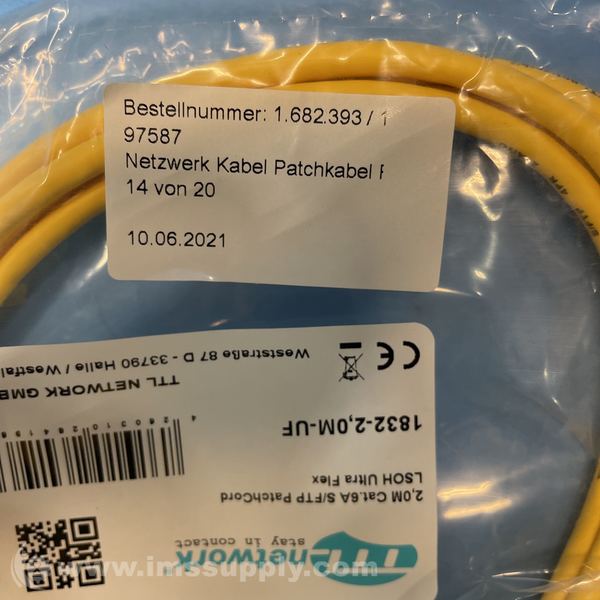 Bestellnummer: 1.682.393 / 1
97587
Netzwerk Kabel Patchkabel
14 von 20
10.06.2021
TTL network
stay in contact
2,0M Cat.6A S/FTP PatchCord
LSOH Ultra Flex
1832-2,0M-UF
TTL NETWORK GMB
Weststraße 87 D - 33790 Halle / Westfal
CE
© www.imssupply.com